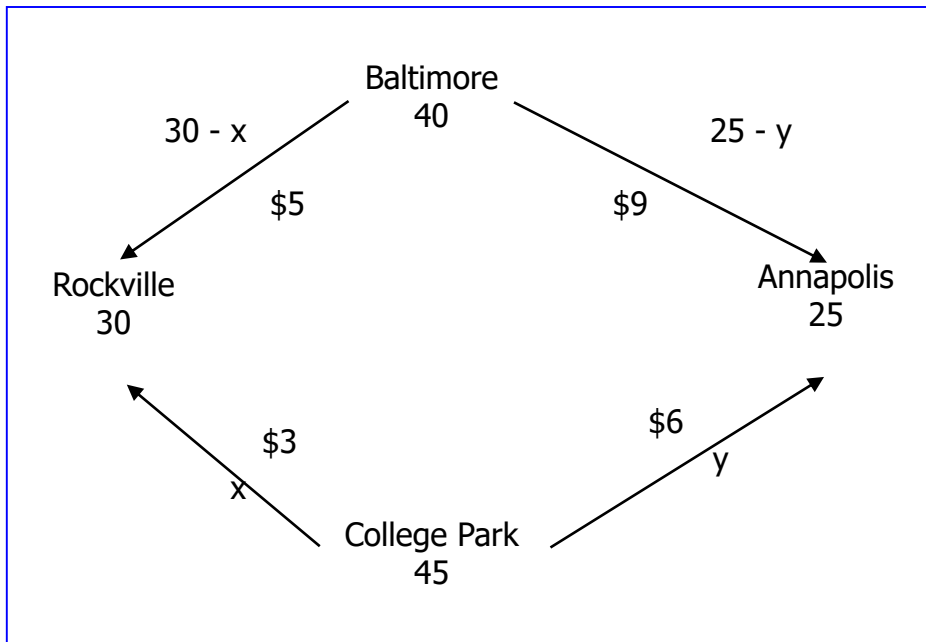 Baltimore
40
30 - x
25 - y
$5
$9
Rockville
30
Annapolis
25
$3
x
$6
y
College Park
45